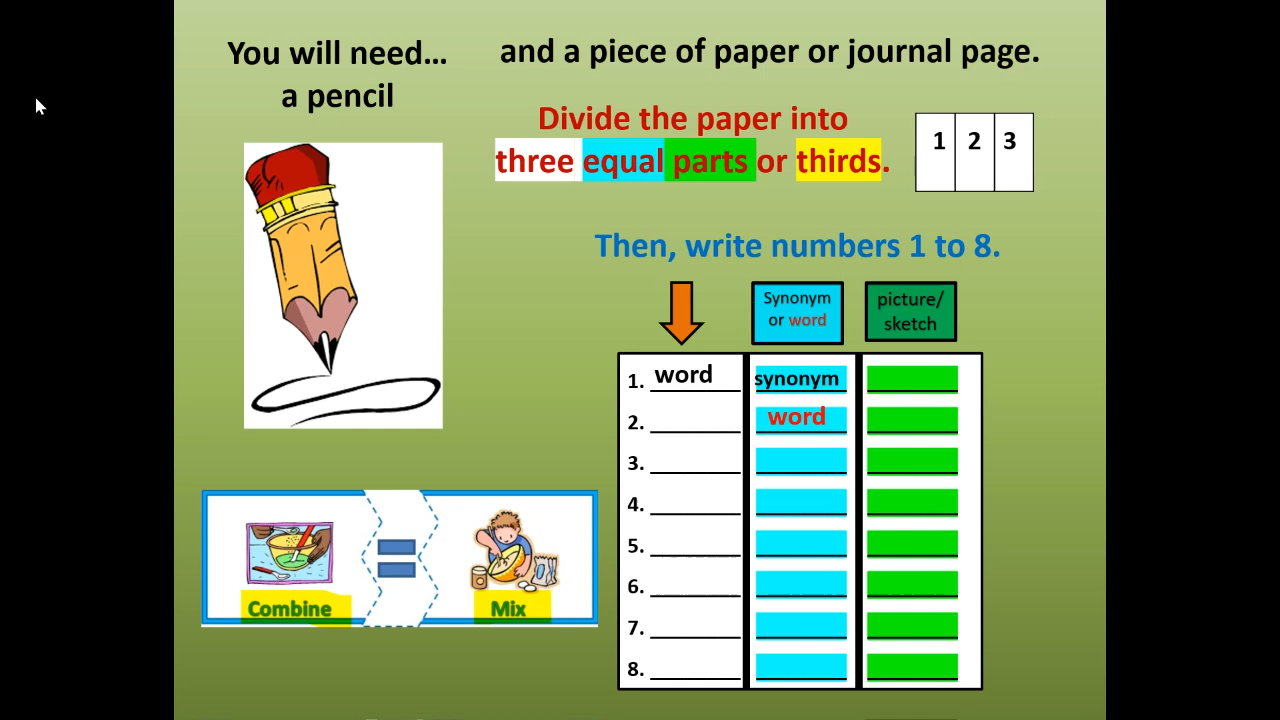 You will need…
a pencil
and a piece of paper or journal page.
Divide the paper into
three equal parts or thirds.
1 2 3
Then, write numbers 1 to 8.
Synonym
or word
picture/
sketch
1. word synonym
2. word
3.
4.
5.
6.
7.
8.
Combine
Mix